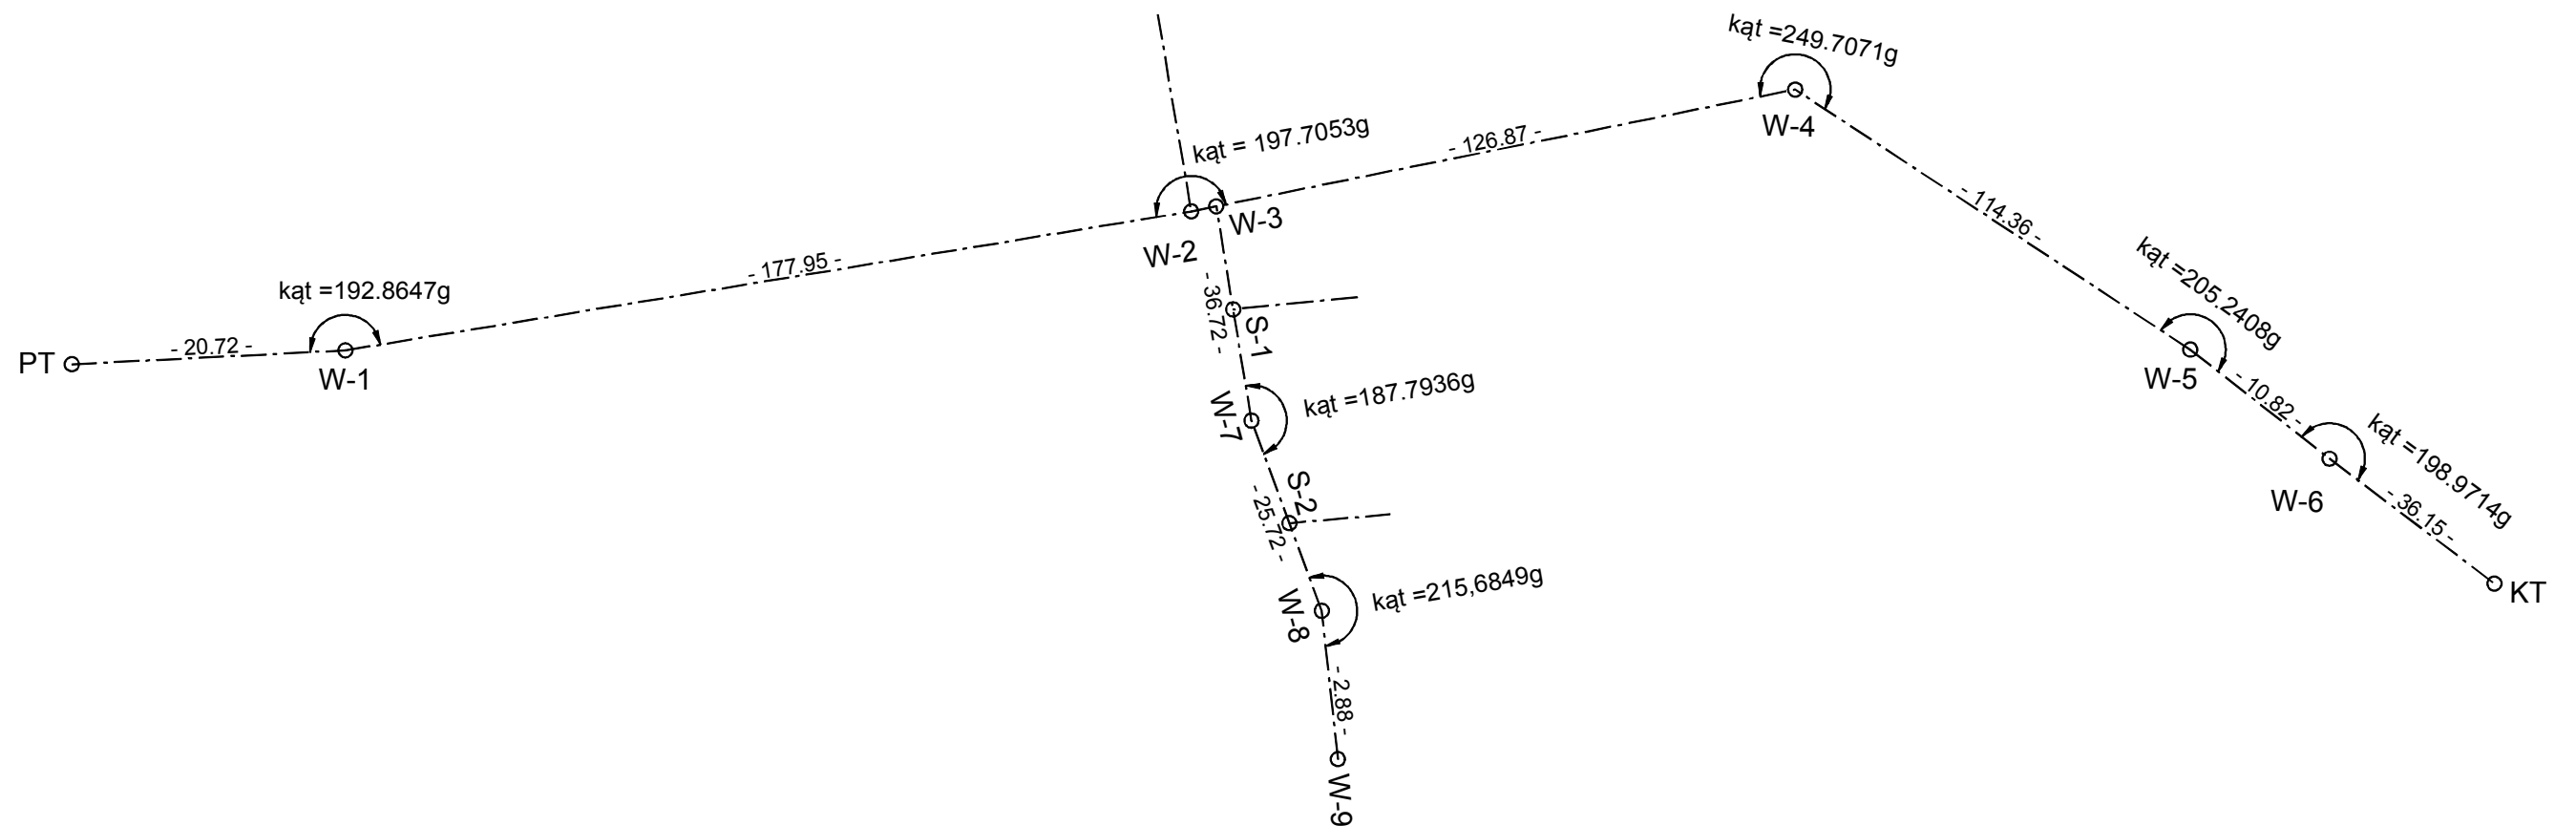 PT
- 20.72 -
kąt =192.8647g
W-1
- 177.95 -
kąt = 197.7053g
W-2
W-3
- 126.87 -
kąt =249.7071g
W-4
- 114.36 -
kąt =205.2408g
W-5
- 10.82 -
kąt =198.9714g
W-6
- 36.15 -
KT
- 36.72 -
S-1
W-7
kąt =187.7936g
S-2
- 25.72 -
W-8
kąt =215,6849g
- 2.88 -
W-9